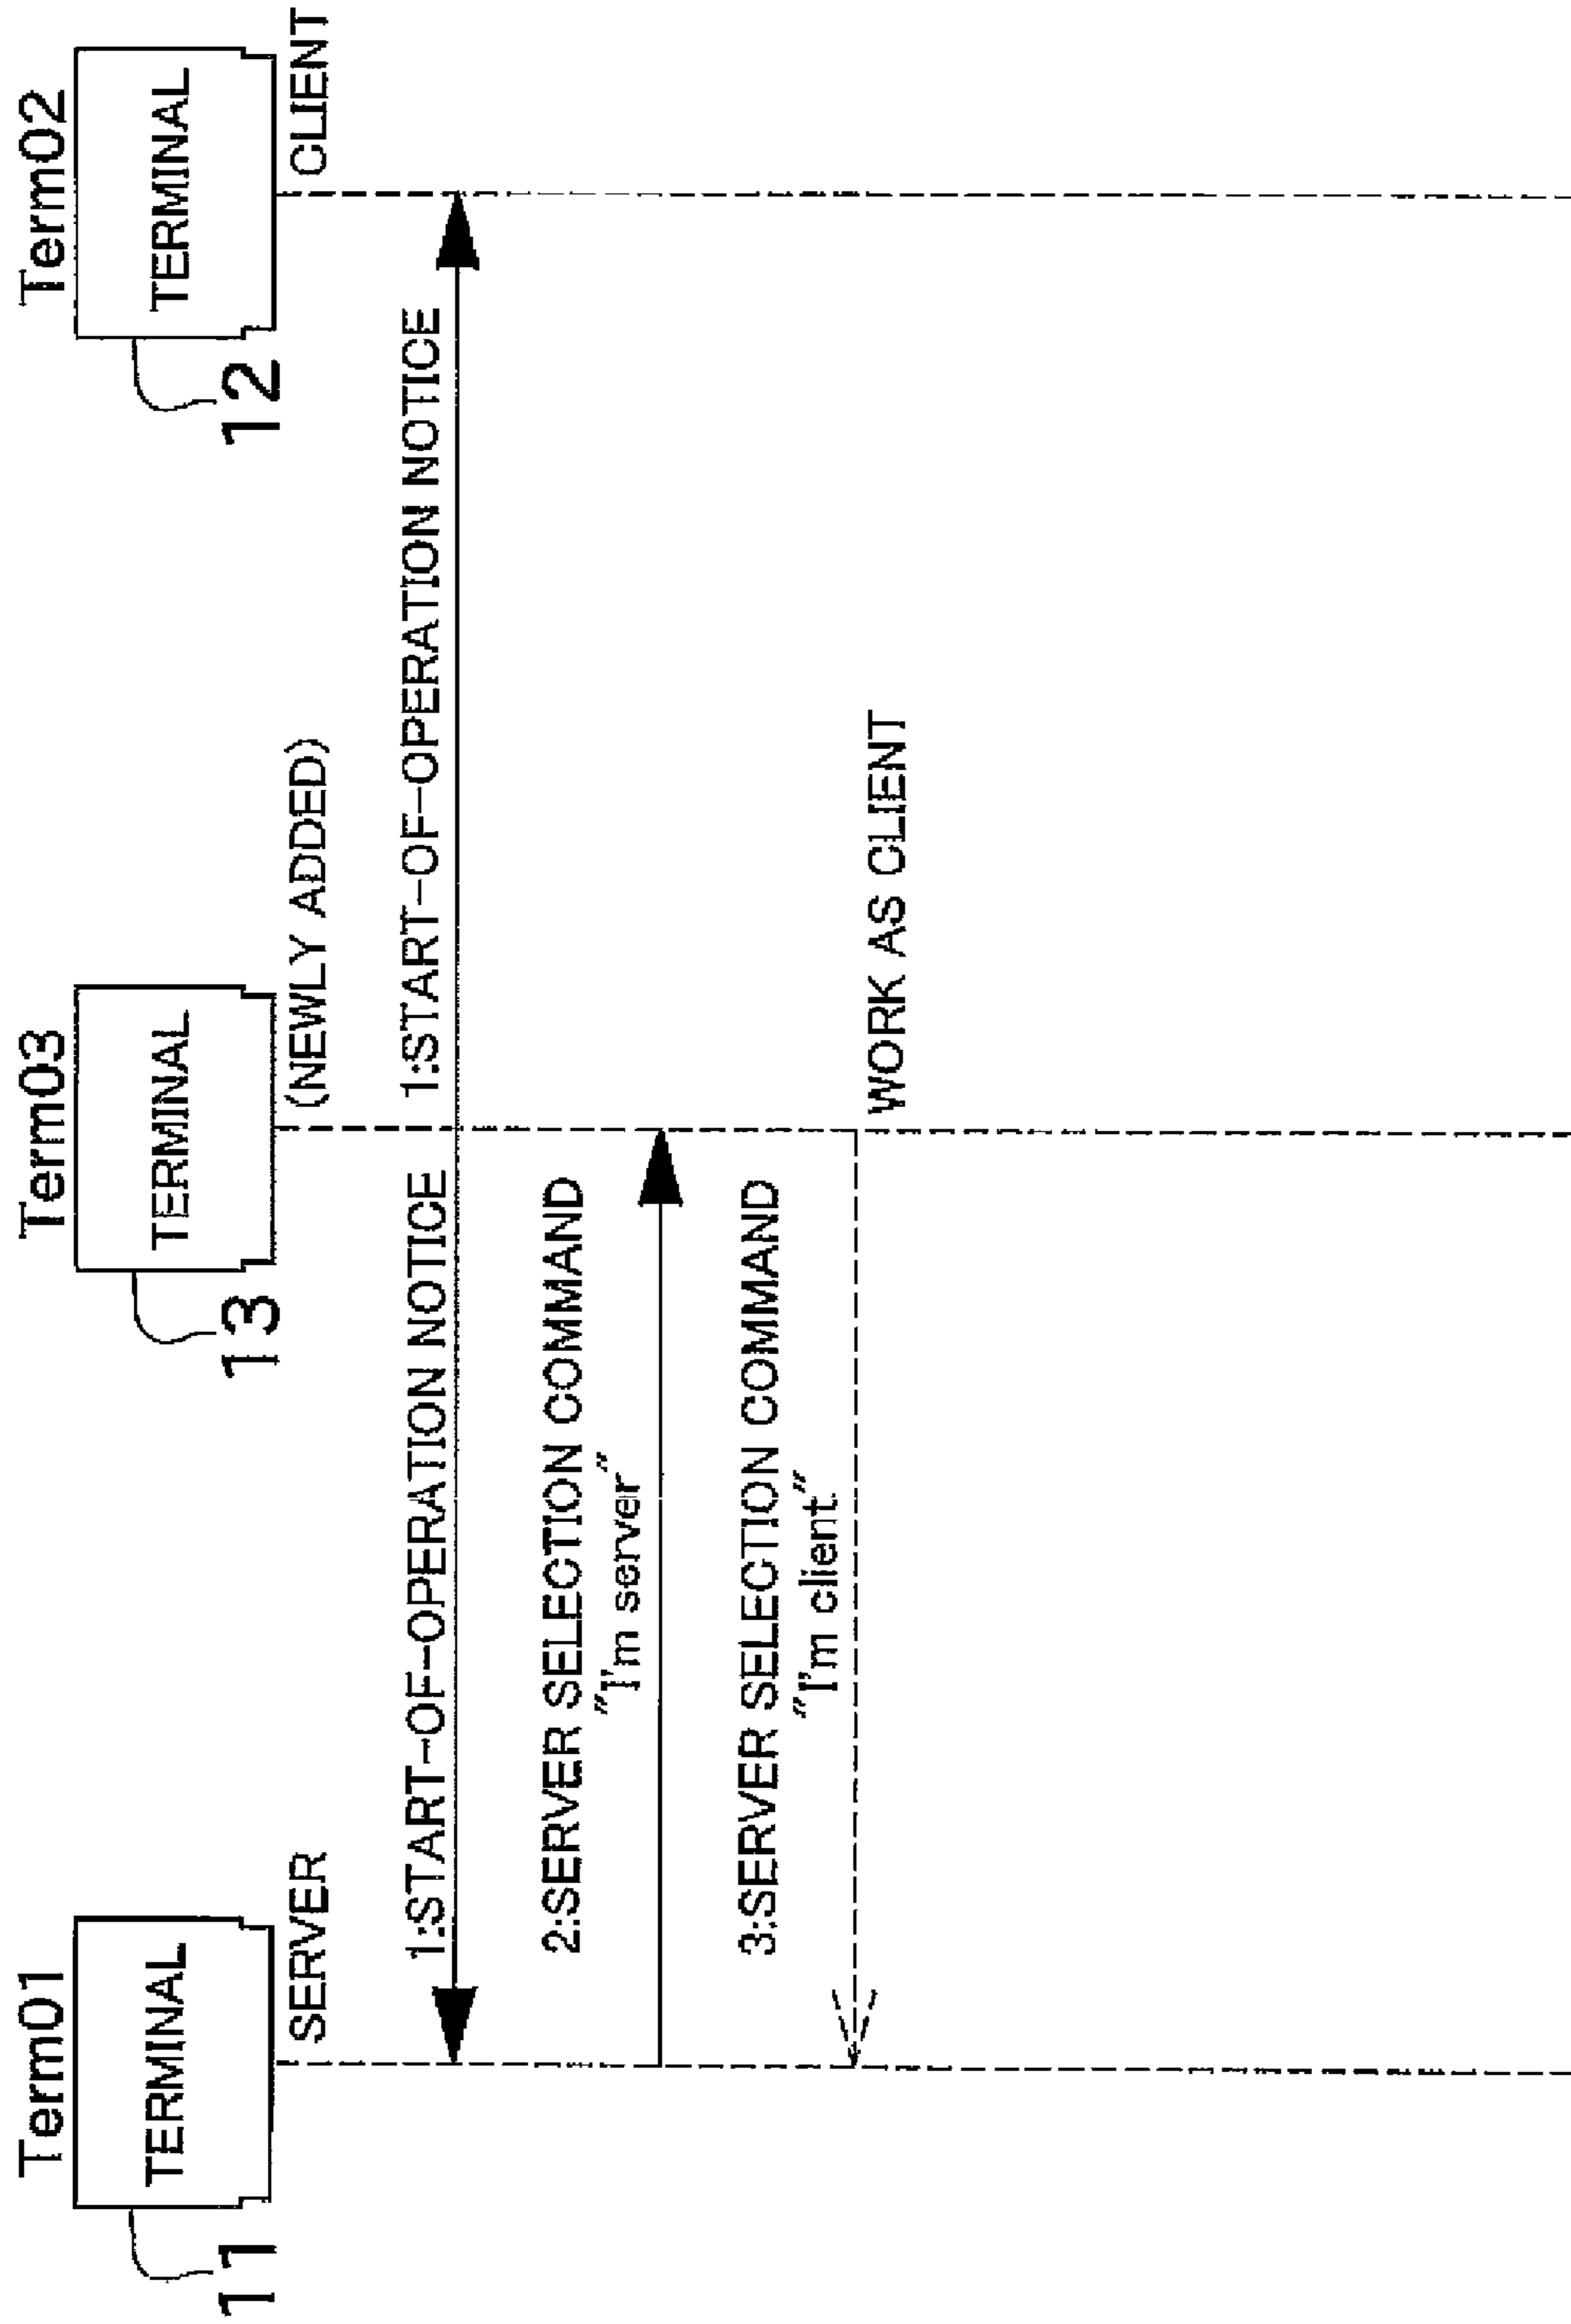 Term01
TERMINAL
11
SERVER
Term03
TERMINAL
13
(NEWLY ADDED)
Term02
TERMINAL
12
CLIENT
1:START-OF-OPERATION NOTICE
1:START-OF-OPERATION NOTICE
2:SERVER SELECTION COMMAND
"I'm server"
3:SERVER SELECTION COMMAND
"I'm client"
WORK AS CLIENT